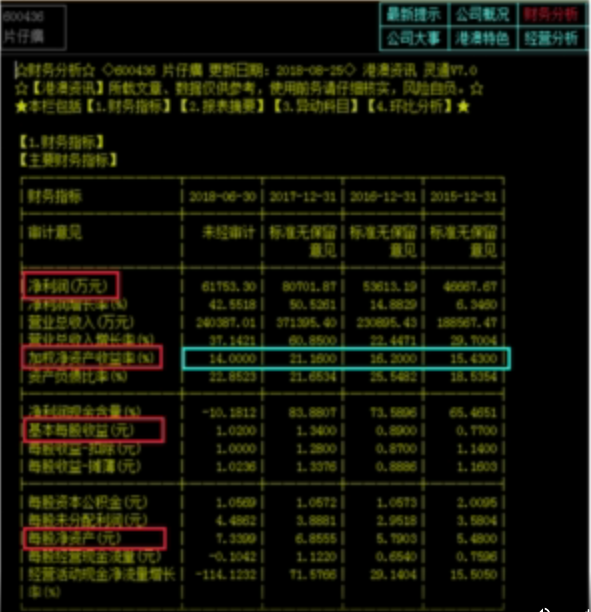 600436
片仔癀
最新提示 公司概况 财务分析
公司大事 港澳特色 经营分析
☆财务分析☆ ◇600436 片仔癀 更新日期：2018-08-25◇ 港澳资讯 灵通V7.0
☆【港澳资讯】所载文章、数据仅供参考，使用前务请仔细核实，风险自负。☆
★本栏包括【1.财务指标】【2.报表摘要】【3.异动科目】【4.环比分析】★
【1.财务指标】
【主要财务指标】
财务指标 2018-06-30 2017-12-31 2016-12-31 2015-12-31
审计意见 未经审计 标准无保留意见 标准无保留意见 标准无保留意见
净利润(万元) 61753.30 80701.87 53613.19 46667.67
净利润增长率(%) 42.5518 50.5261 14.8829 6.3460
营业总收入(万元) 240387.01 371395.40 230895.43 188567.47
营业总收入增长率(%) 37.1421 60.8500 22.4471 29.7004
加权净资产收益率(%) 14.0000 21.1600 16.2000 15.4300
资产负债比率(%) 22.8523 21.6534 25.5482 18.5354
净利润现金含量(%) -10.1812 83.8807 73.5896 65.4651
基本每股收益(元) 1.0200 1.3400 0.8900 0.7700
每股收益-扣除(元) 1.0000 1.2800 0.8700 1.1400
每股收益-摊薄(元) 1.0236 1.3376 0.8886 1.1603
每股资本公积金(元) 1.0569 1.0572 1.0573 2.0095
每股未分配利润(元) 4.4862 3.8881 2.9518 3.5804
每股净资产(元) 7.3399 6.8555 5.7903 5.4800
每股经营现金流量(元) -0.1042 1.1220 0.6540 0.7596
经营活动现金净流量增长率(%) -114.1232 71.5766 29.1404 15.5050